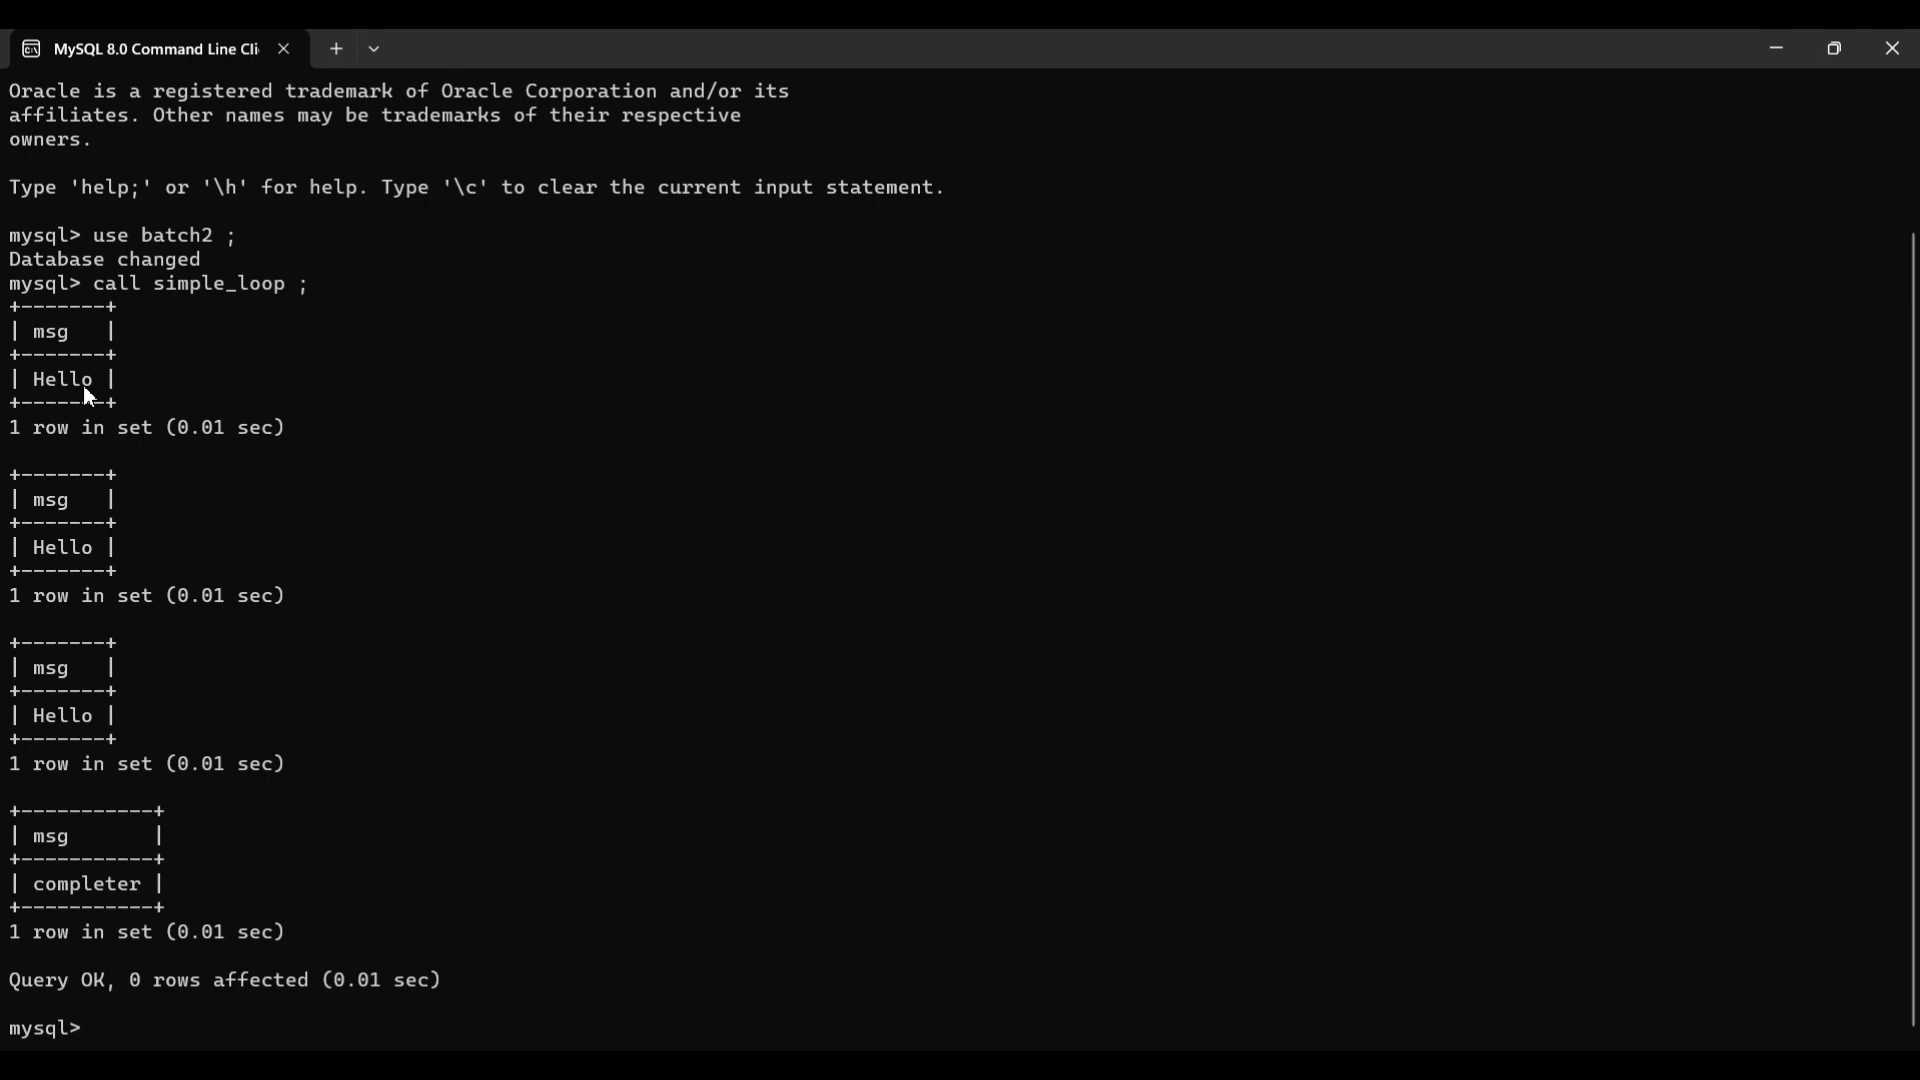 MySQL 8.0 Command Line Cli
Oracle is a registered trademark of Oracle Corporation and/or its
affiliates. Other names may be trademarks of their respective
owners.
Type 'help;' or '\h' for help. Type '\c' to clear the current input statement.
mysql> use batch2 ;
Database changed
mysql> call simple_loop ;
+-------+
| msg   |
+-------+
| Hello |
+-------+
1 row in set (0.01 sec)
+-------+
| msg   |
+-------+
| Hello |
+-------+
1 row in set (0.01 sec)
+-------+
| msg   |
+-------+
| Hello |
+-------+
1 row in set (0.01 sec)
+-----------+
| msg       |
+-----------+
| completer |
+-----------+
1 row in set (0.01 sec)
Query OK, 0 rows affected (0.01 sec)
mysql>